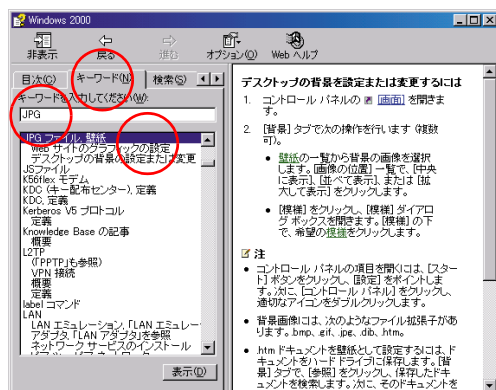 Windows 2000
非表示 戻る 進む オプション(O) Web ヘルプ
目次(C) キーワード(N) 検索(S)
キーワードを入力してください(W):
JPG
JPG ファイル, 壁紙
Web サイトのグラフィックの設定
デスクトップの背景の設定または変更
JSファイル
K56flex モデム
KDC (キー配布センター), 定義
KDC, 定義
Kerberos V5 プロトコル
定義
Knowledge Base の記事
概要
L2TP
(「PPTP」も参照)
VPN 接続
概要
定義
label コマンド
LAN
LAN エミュレーション, 「LAN エミュレー
アダプタ, 「LAN アダプタ」を参照
ネットワーク サービスのインストール
表示(D)
デスクトップの背景を設定または変更するには
1. コントロール パネルの [画面] を開きま
す。
2. [背景] タブで次の操作を行います (複数
可)。
• 壁紙の一覧から背景の画像を選択
します。[画像の位置] 一覧で、[中央
に表示]、[並べて表示]、または [拡
大して表示] をクリックします。
• [模様] をクリックし、[模様] ダイアロ
グ ボックスを開きます。[模様] の下
で、希望の模様をクリックします。
注
• コントロール パネルの項目を開くには、[スター
ト] ボタンをクリックし、[設定] をポイントしま
す。次に、[コントロール パネル] をクリックし、
適切なアイコンをダブルクリックします。
• 背景画像には、次のようなファイル拡張子があ
ります。.bmp、.gif、.jpe、.dib、.htm。
• .htm ドキュメントを壁紙として設定するには、ド
キュメントをハード ドライブに保存します。[背
景] タブで、[参照] をクリックし、保存したドキ
ュメントを検索します。次に、そのドキュメントを